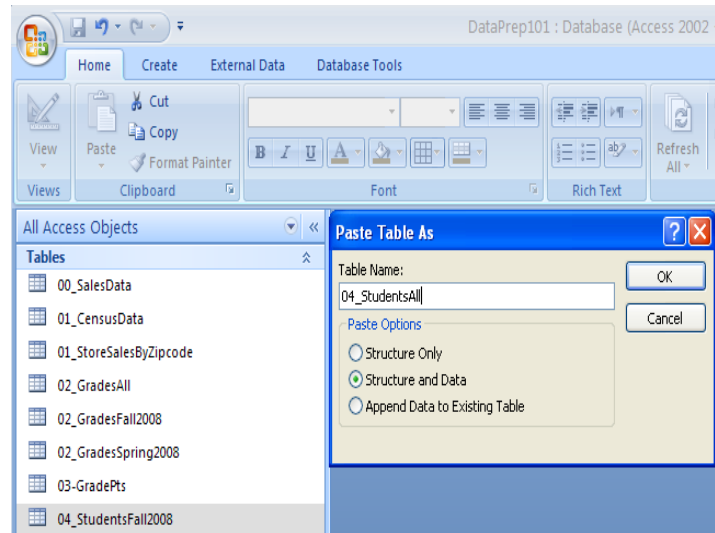 DataPrep101 : Database (Access 2002
Home Create External Data Database Tools
View
Views
Paste
Cut
Copy
Format Painter
Clipboard
B I U A
Font
ab
Rich Text
Refresh
All
All Access Objects
Tables
00_SalesData
01_CensusData
01_StoreSalesByZipcode
02_GradesAll
02_GradesFall2008
02_GradesSpring2008
03-GradePts
04_StudentsFall2008
Paste Table As
Table Name:
04_StudentsAll
Paste Options
Structure Only
Structure and Data
Append Data to Existing Table
OK
Cancel